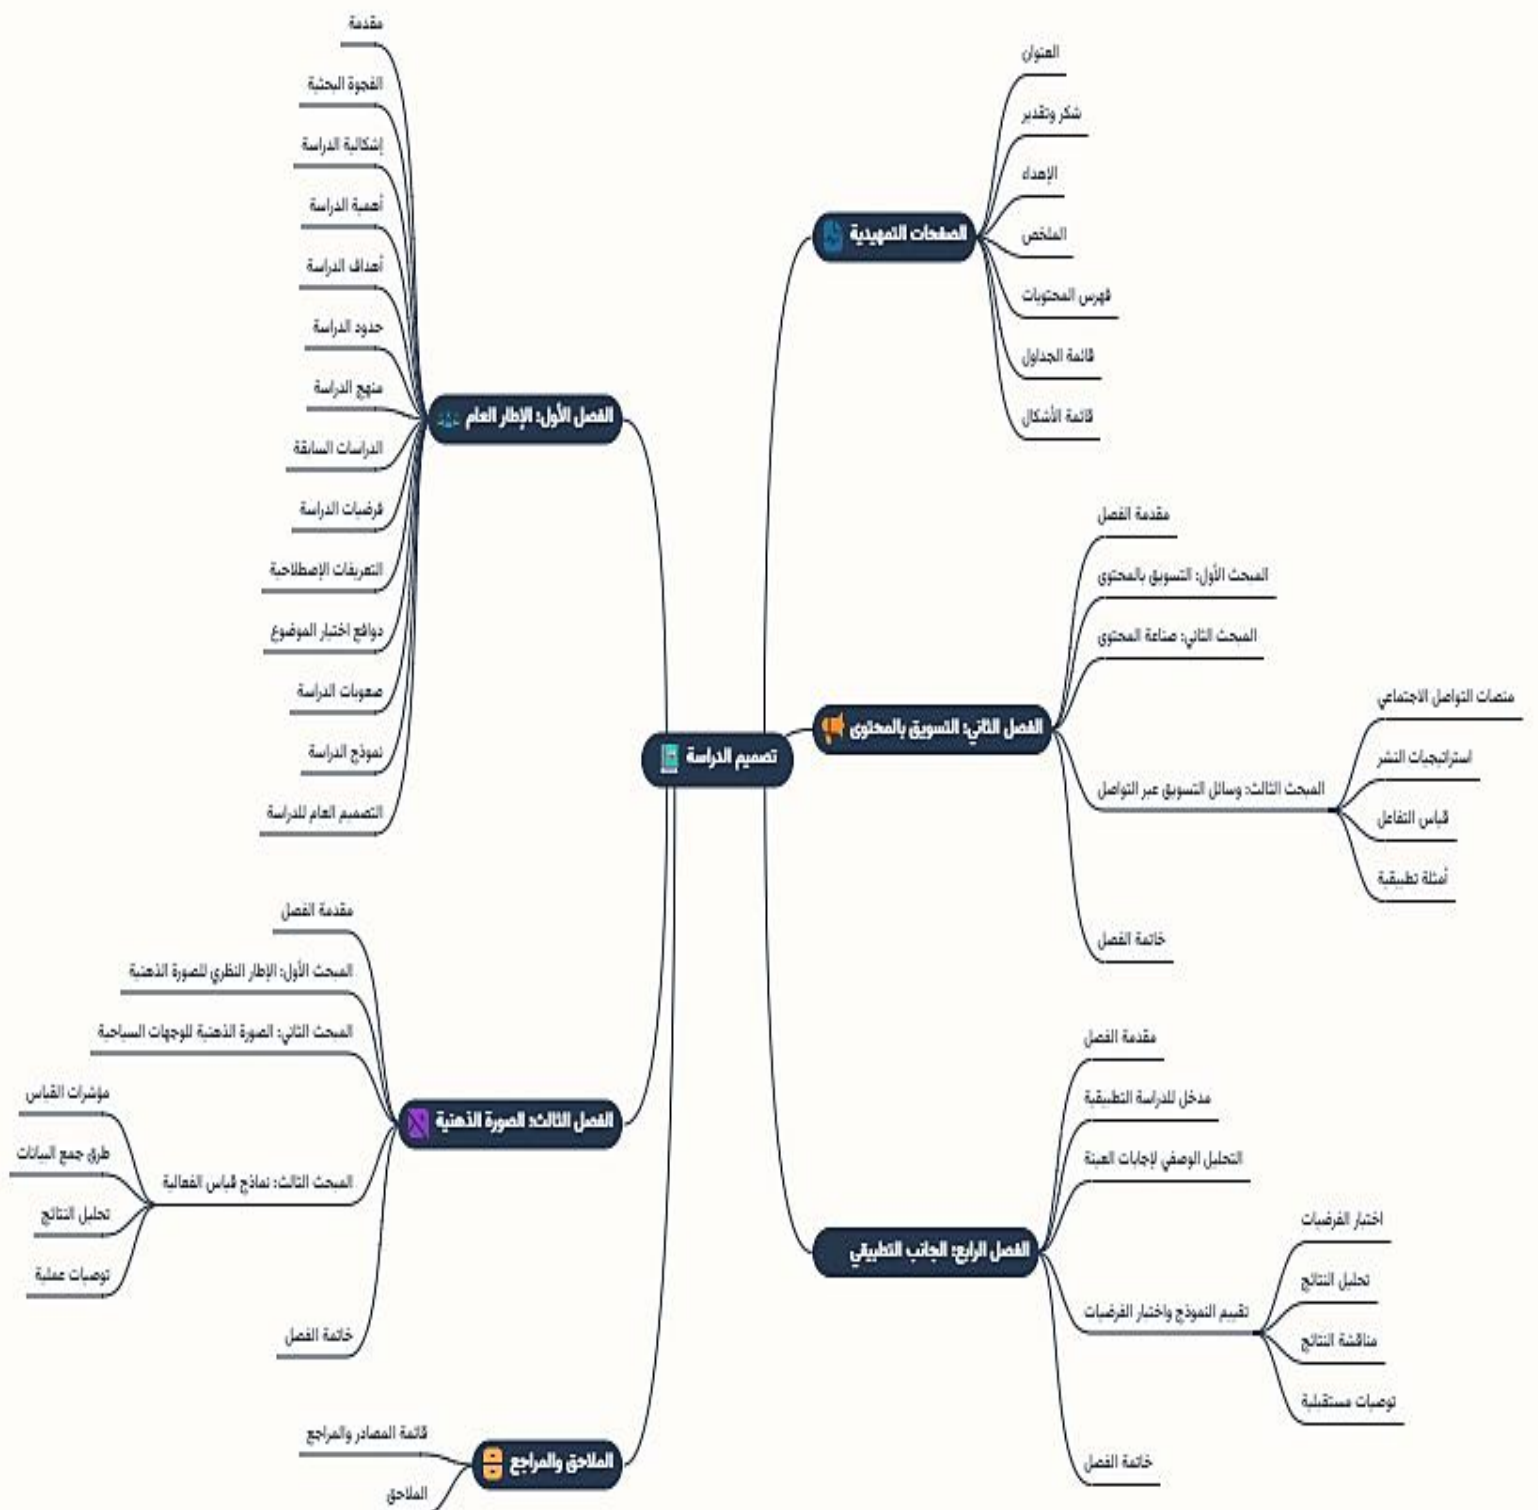 تصميم الدراسة
الصفحات التمهيدية
العنوان
شكر وتقدير
الإهداء
الملخص
فهرس المحتويات
قائمة الجداول
قائمة الأشكال
الفصل الأول: الإطار العام
مقدمة
الفجوة البحثية
إشكالية الدراسة
أهمية الدراسة
أهداف الدراسة
حدود الدراسة
منهج الدراسة
الدراسات السابقة
فرضيات الدراسة
التعريفات الإصطلاحية
دوافع اختيار الموضوع
صعوبات الدراسة
نموذج الدراسة
التصميم العام للدراسة
الفصل الثاني: التسويق بالمحتوى
مقدمة الفصل
المبحث الأول: التسويق بالمحتوى
المبحث الثاني: صناعة المحتوى
المبحث الثالث: وسائل التسويق عبر التواصل
منصات التواصل الاجتماعي
استراتيجيات النشر
قياس التفاعل
أمثلة تطبيقية
خاتمة الفصل
الفصل الثالث: الصورة الذهنية
مقدمة الفصل
المبحث الأول: الإطار النظري للصورة الذهنية
المبحث الثاني: الصورة الذهنية للوجهات السياحية
المبحث الثالث: نماذج قياس الفعالية
مؤشرات القياس
طرق جمع البيانات
تحليل النتائج
توصيات عملية
خاتمة الفصل
الفصل الرابع: الجانب التطبيقي
مقدمة الفصل
مدخل للدراسة التطبيقية
التحليل الوصفي لإجابات العينة
تقييم النموذج واختبار الفرضيات
اختبار الفرضيات
تحليل النتائج
مناقشة النتائج
توصيات مستقبلية
خاتمة الفصل
الملاحق والمراجع
قائمة المصادر والمراجع
الملاحق